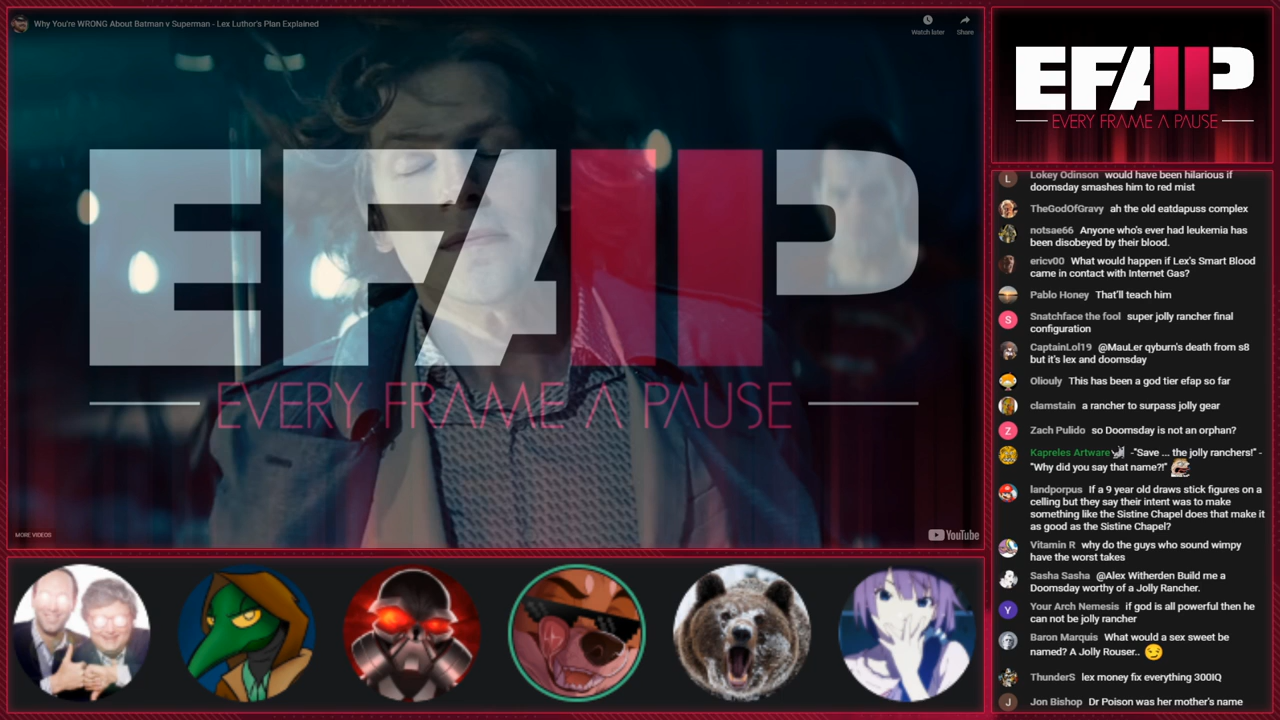 Why You're WRONG About Batman v Superman - Lex Luthor's Plan Explained
Watch later
Share
EFAP
EVERY FRAME A PAUSE
MORE VIDEOS
YouTube
EFAP
EVERY FRAME A PAUSE
L
Lokey Odinson would have been hilarious if
doomsday smashes him to red mist
TheGodOfGravy ah the old eatdapuss complex
notsae66 Anyone who's ever had leukemia has
been disobeyed by their blood.
ericv00 What would happen if Lex's Smart Blood
came in contact with Internet Gas?
Pablo Honey That'll teach him
S
Snatchface the fool super jolly rancher final
configuration
CaptainLol19 @MauLer qyburn's death from s8
but it's lex and doomsday
Oliouly This has been a god tier efap so far
clamstain a rancher to surpass jolly gear
Z
Zach Pulido so Doomsday is not an orphan?
Kapreles Artware -"Save ... the jolly ranchers!" -
"Why did you say that name?!"
landporpus If a 9 year old draws stick figures on a
celling but they say their intent was to make
something like the Sistine Chapel does that make it
as good as the Sistine Chapel?
Vitamin R why do the guys who sound wimpy
have the worst takes
Sasha Sasha @Alex Witherden Build me a
Doomsday worthy of a Jolly Rancher.
Y
Your Arch Nemesis if god is all powerful then he
can not be jolly rancher
Baron Marquis What would a sex sweet be
named? A Jolly Rouser..
ThunderS lex money fix everything 300IQ
J
Jon Bishop Dr Poison was her mother's name